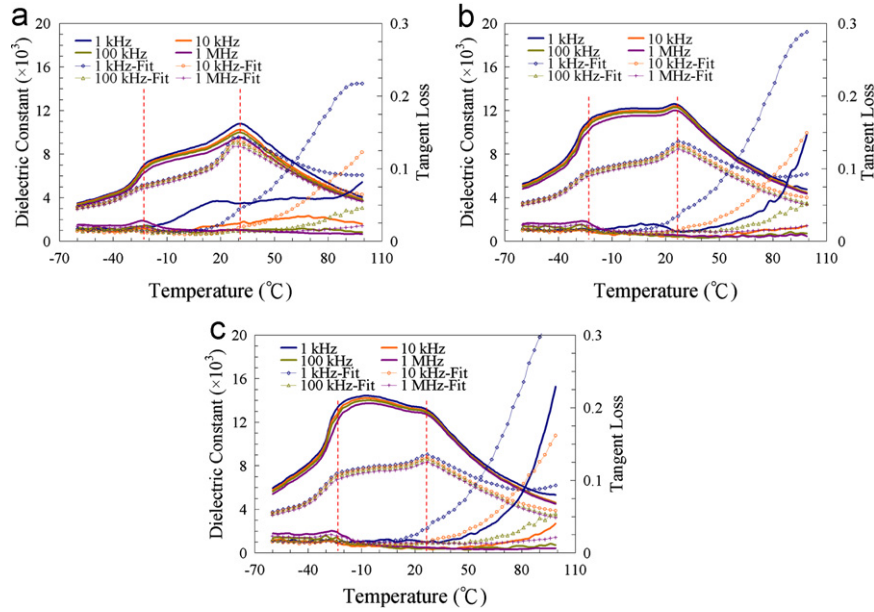 a
20
16
12
8
4
0
Dielectric Constant (×10³)
0.3
0.2
0.1
0
Tangent Loss
1 kHz
10 kHz
100 kHz
1 MHz
1 kHz-Fit
10 kHz-Fit
100 kHz-Fit
1 MHz-Fit
-70 -40 -10 20 50 80 110
Temperature (℃)
b
20
16
12
8
4
0
Dielectric Constant (×10³)
0.3
0.2
0.1
0
Tangent Loss
1 kHz
10 kHz
100 kHz
1 MHz
1 kHz-Fit
10 kHz-Fit
100 kHz-Fit
1 MHz-Fit
-70 -40 -10 20 50 80 110
Temperature (℃)
c
20
16
12
8
4
0
Dielectric Constant (×10³)
0.3
0.2
0.1
0
Tangent Loss
1 kHz
10 kHz
100 kHz
1 MHz
1 kHz-Fit
10 kHz-Fit
100 kHz-Fit
1 MHz-Fit
-70 -40 -10 20 50 80 110
Temperature (℃)